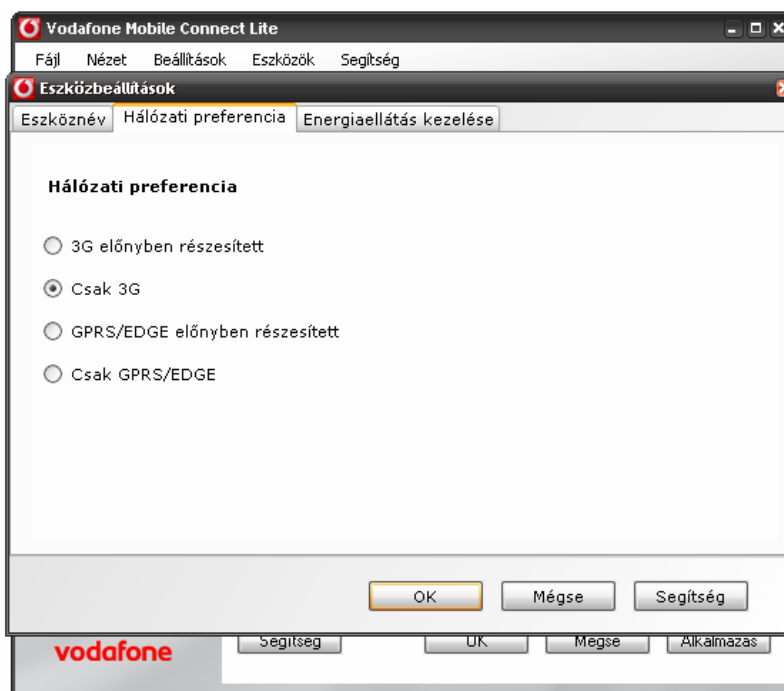 Vodafone Mobile Connect Lite
Fájl Nézet Beállítások Eszközök Segítség
Eszközbeállítások
Eszköznév Hálózati preferencia Energiaellátás kezelése
Hálózati preferencia
3G előnyben részesített
Csak 3G
GPRS/EDGE előnyben részesített
Csak GPRS/EDGE
OK Mégse Segítség
vodafone Segítség OK Mégse Alkalmazás